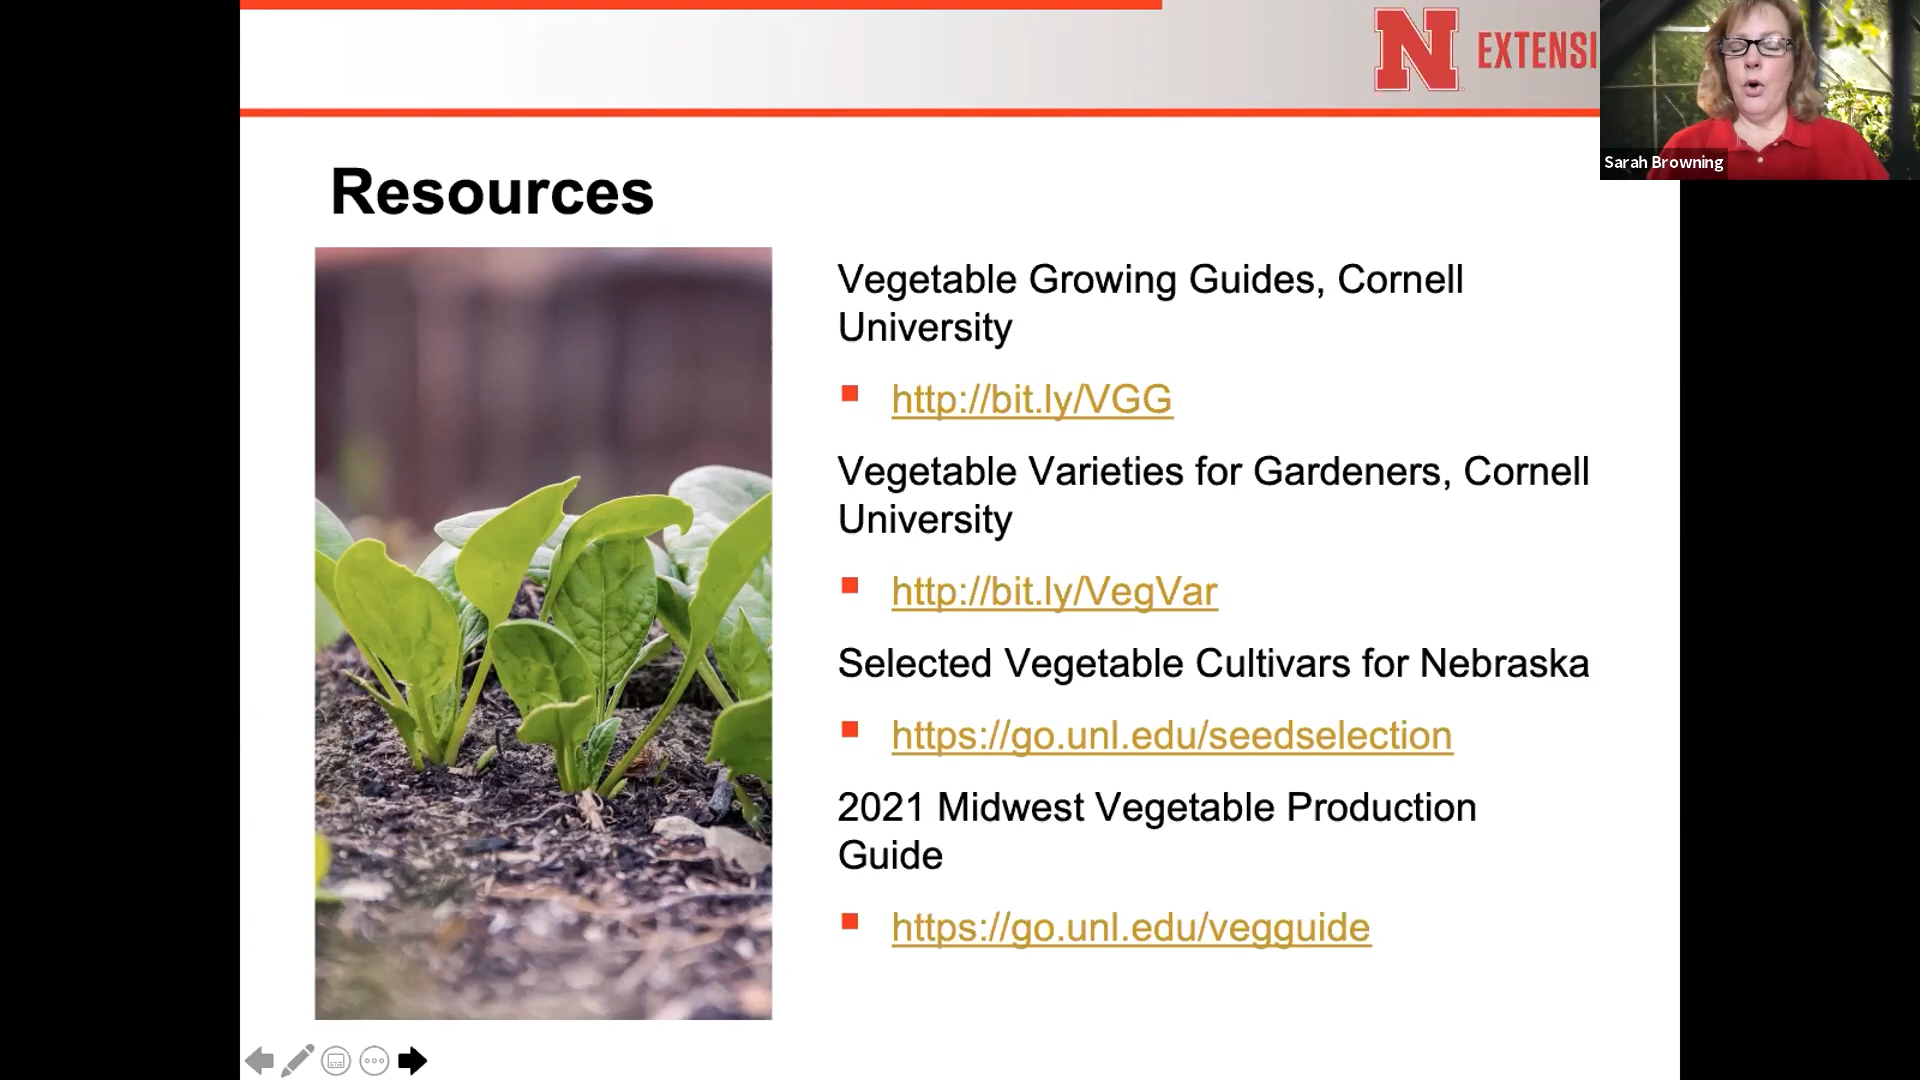 N EXTENSI
Sarah Browning
Resources
Vegetable Growing Guides, Cornell
University
http://bit.ly/VGG
Vegetable Varieties for Gardeners, Cornell
University
http://bit.ly/VegVar
Selected Vegetable Cultivars for Nebraska
https://go.unl.edu/seedselection
2021 Midwest Vegetable Production
Guide
https://go.unl.edu/vegguide